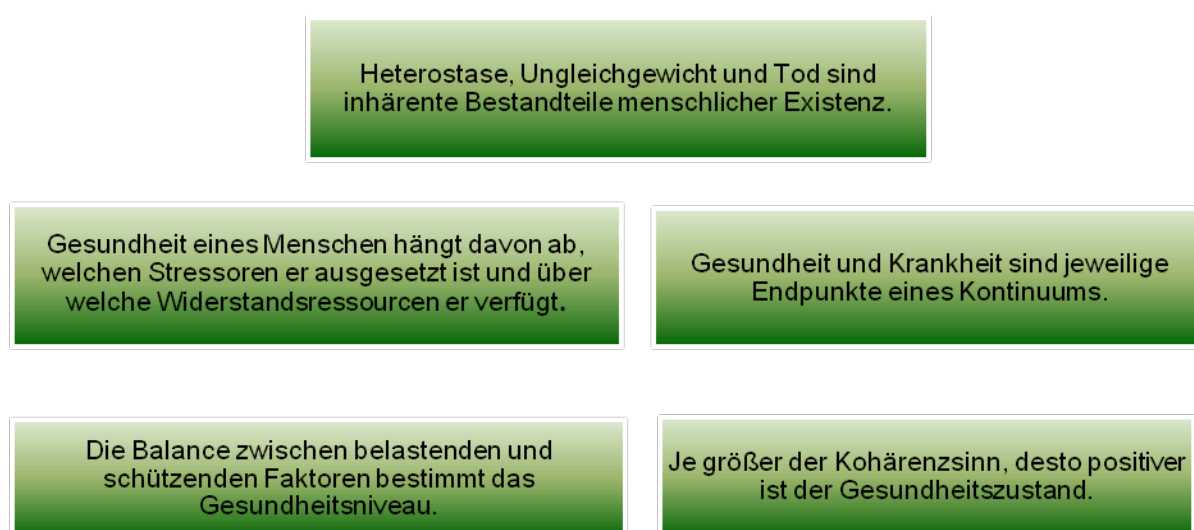 Heterostase, Ungleichgewicht und Tod sind
inhärente Bestandteile menschlicher Existenz.
Gesundheit eines Menschen hängt davon ab,
welchen Stressoren er ausgesetzt ist und über
welche Widerstandsressourcen er verfügt.
Gesundheit und Krankheit sind jeweilige
Endpunkte eines Kontinuums.
Die Balance zwischen belastenden und
schützenden Faktoren bestimmt das
Gesundheitsniveau.
Je größer der Kohärenzsinn, desto positiver
ist der Gesundheitszustand.